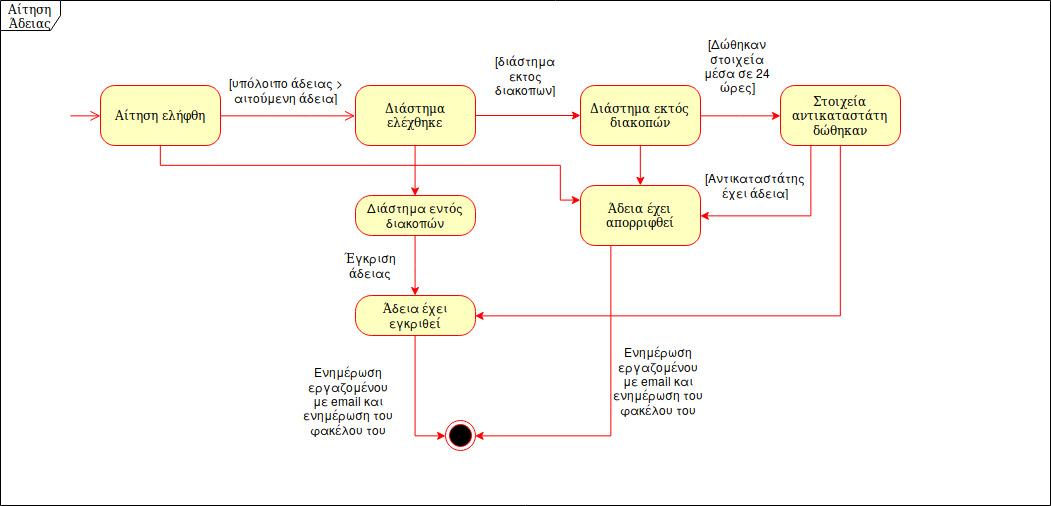 Αίτηση
Άδειας
[υπόλοιπο άδειας >
αιτούμενη άδεια]
[διάστημα
εκτος
διακοπων]
[Δώθηκαν
στοιχεία
μέσα σε 24
ώρες]
Αίτηση ελήφθη
Διάστημα
ελέχθηκε
Διάστημα εκτός
διακοπών
Στοιχεία
αντικαταστάτη
δώθηκαν
[Αντικαταστάτης
έχει άδεια]
Διάστημα εντός
διακοπών
Άδεια έχει
απορριφθεί
Έγκριση
άδειας
Άδεια έχει
εγκριθεί
Ενημέρωση
εργαζομένου
με email και
ενημέρωση του
φακέλου του
Ενημέρωση
εργαζομένου
με email και
ενημέρωση του
φακέλου του